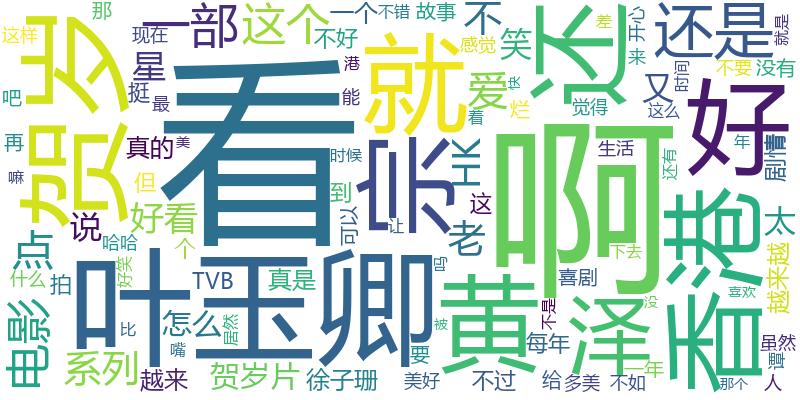 这样
那
现在
一部
这个
一个
不错
故事
不
还
差
开心
还是
就是
不好
笑
感觉
来
吧
星
港
就
爱
快
又
时间
不要
没有
贺岁
挺
最
看
能
烂
觉得
这么
好
再
真的
美
宗
HK
着
啊
年
剧情
嘛
但
时候
生活
还有
说
好看
到
这
香港
太
点
哈哈
个
可以
让
老
下去
越来越
什么
好笑
叶玉卿
吗
黄
泽
喜剧
没
喜欢
电影
拍
TVB
真是
不是
比
怎么
居然
被
每年
虽然
系列
嘴
要
一年
谭
越来
贺岁片
徐子珊
美好
不过
给
多美
不如
那个
人